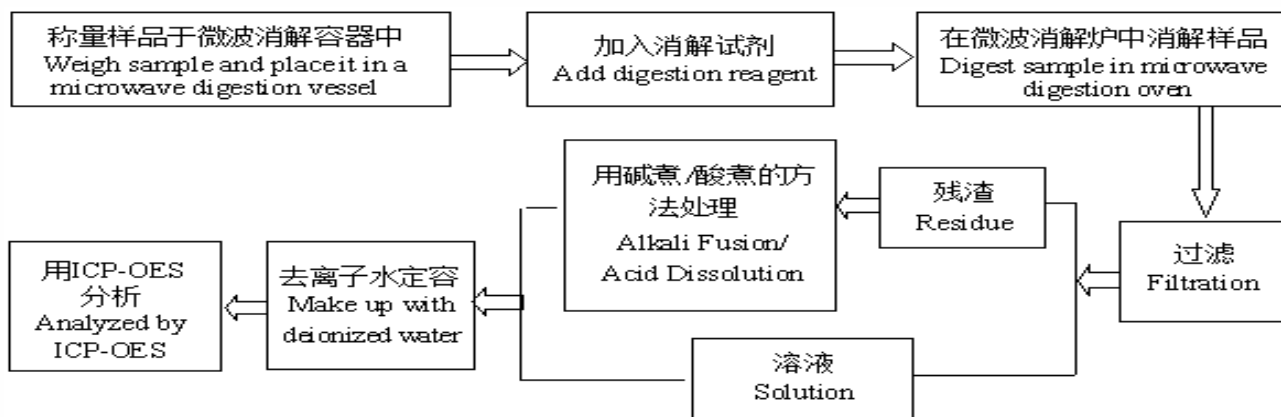 称量样品于微波消解容器中
Weigh sample and place it in a
microwave digestion vessel
加入消解试剂
Add digestion reagent
在微波消解炉中消解样品
Digest sample in microwave
digestion oven
过滤
Filtration
残渣
Residue
用碱煮/酸煮的方
法处理
Alkali Fusion/
Acid Dissolution
溶液
Solution
去离子水定容
Make up with
deionized water
用ICP-OES
分析
Analyzed by
ICP-OES